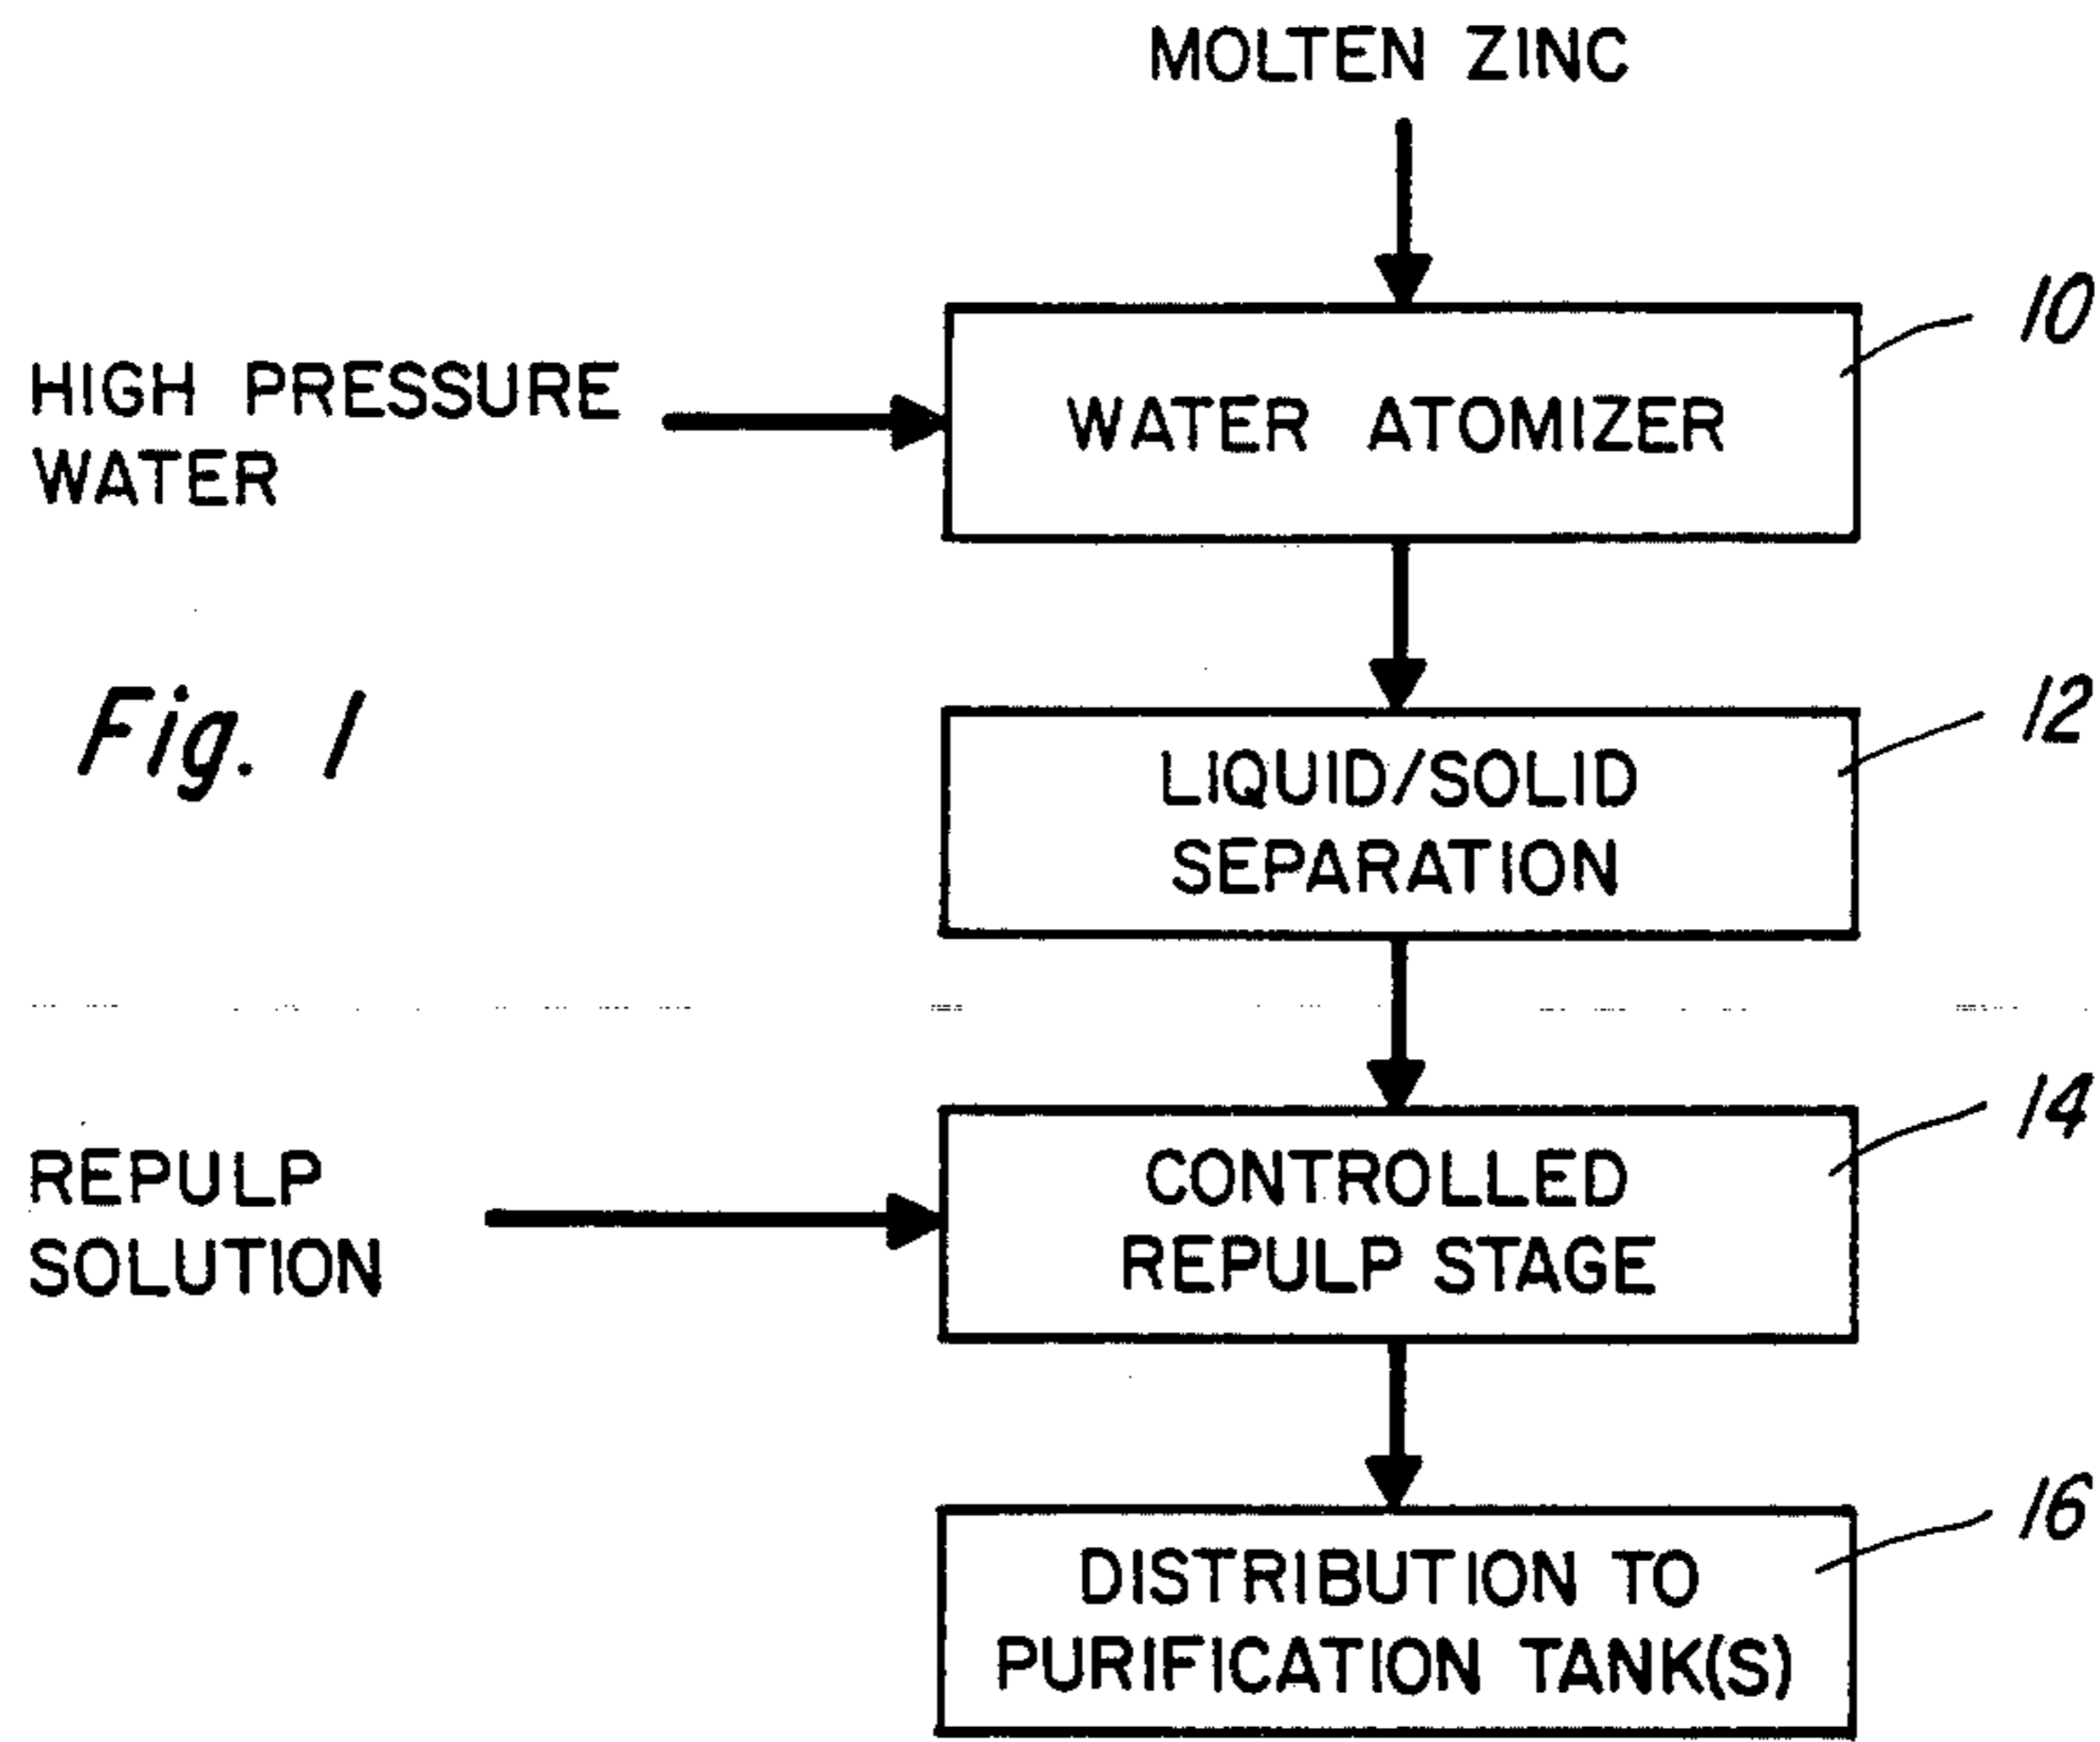 MOLTEN ZINC
10
HIGH PRESSURE
WATER
WATER ATOMIZER
Fig. 1
12
LIQUID/SOLID
SEPARATION
14
REPULP
SOLUTION
CONTROLLED
REPULP STAGE
16
DISTRIBUTION TO
PURIFICATION TANK(S)